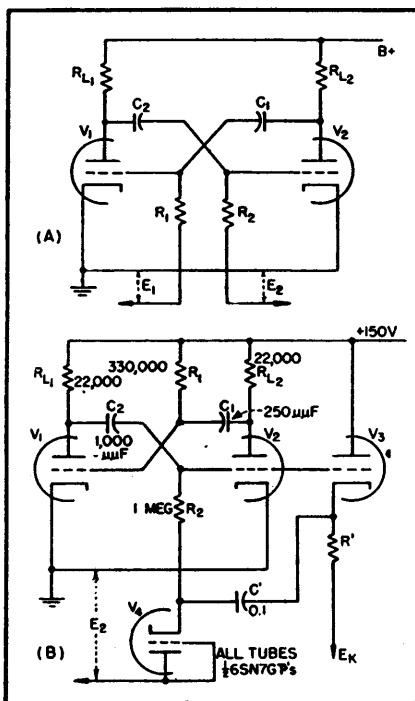 B+
RL1
RL2
C2
C1
V1
V2
R1
R2
(A)
E1
E2
+150V
RL1
22,000
330,000
R1
22,000
RL2
C2
1,000
μμF
C1
250μμF
V1
V2
V3
1 MEG
R2
R'
C'
0.1
E2
V4
(B)
ALL TUBES
½6SN7GT's
EK